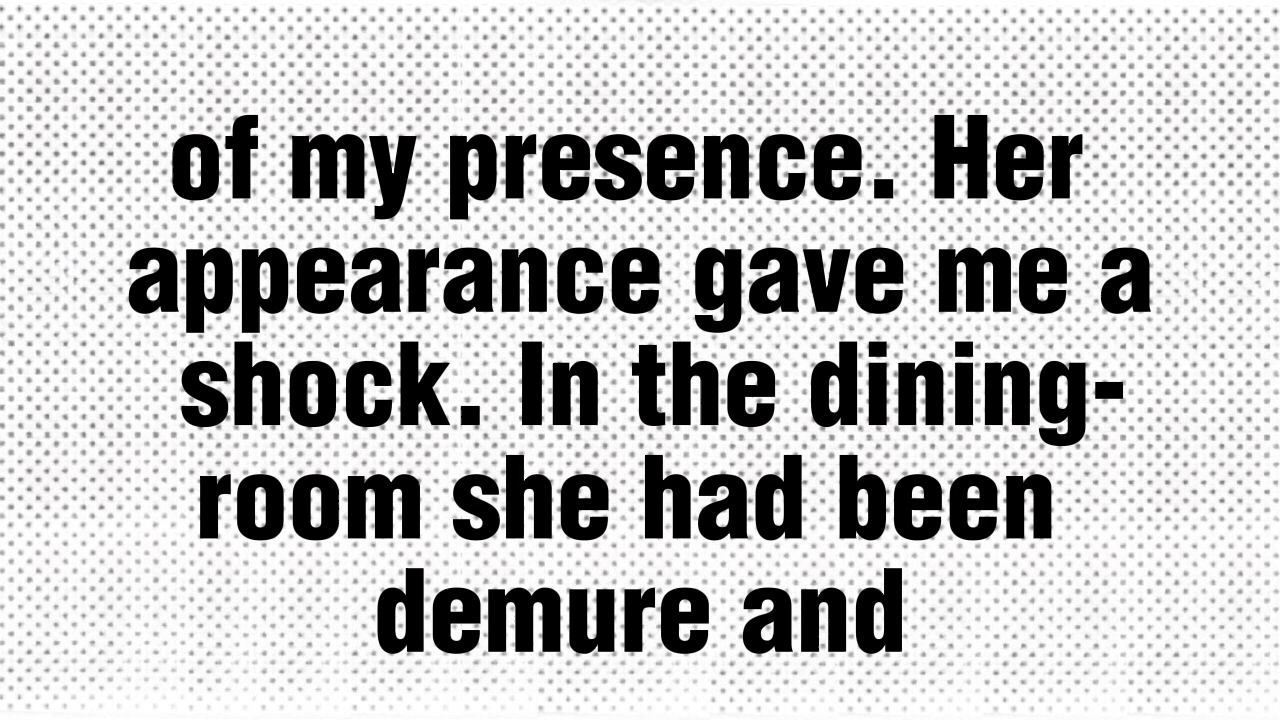 of my presence. Her
appearance gave me a
shock. In the dining-
room she had been
demure and